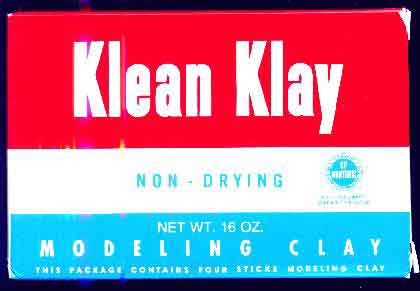 Klean Klay
NON - DRYING
NET WT. 16 OZ.
MODELING CLAY
THIS PACKAGE CONTAINS FOUR STICKS MODELING CLAY